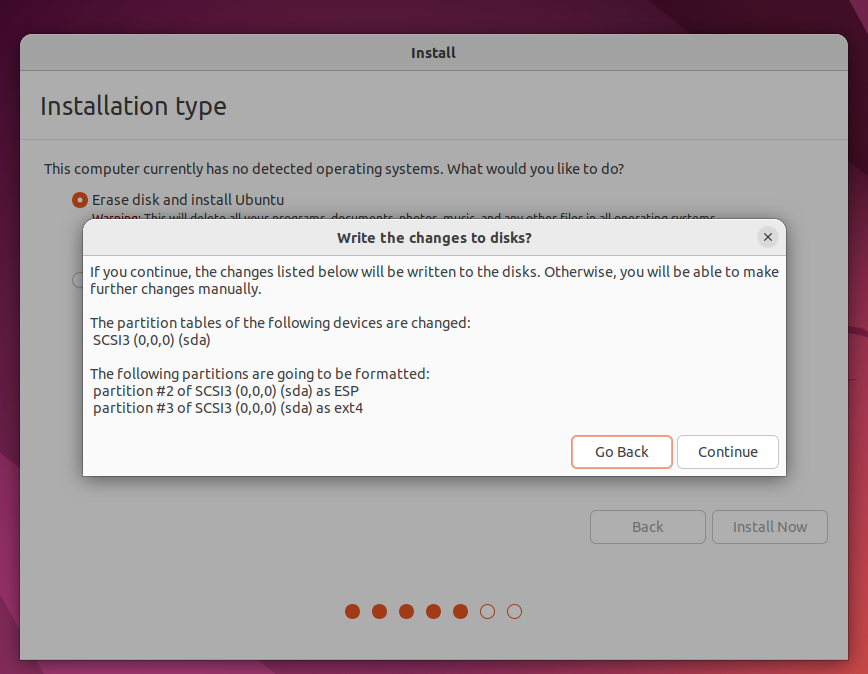 Install
Installation type
This computer currently has no detected operating systems. What would you like to do?
Erase disk and install Ubuntu
Warning: This will delete all your programs, documents, photos, music, and any other files in all operating systems.
Write the changes to disks?
If you continue, the changes listed below will be written to the disks. Otherwise, you will be able to make
further changes manually.
The partition tables of the following devices are changed:
SCSI3 (0,0,0) (sda)
The following partitions are going to be formatted:
partition #2 of SCSI3 (0,0,0) (sda) as ESP
partition #3 of SCSI3 (0,0,0) (sda) as ext4
Go Back
Continue
Back
Install Now